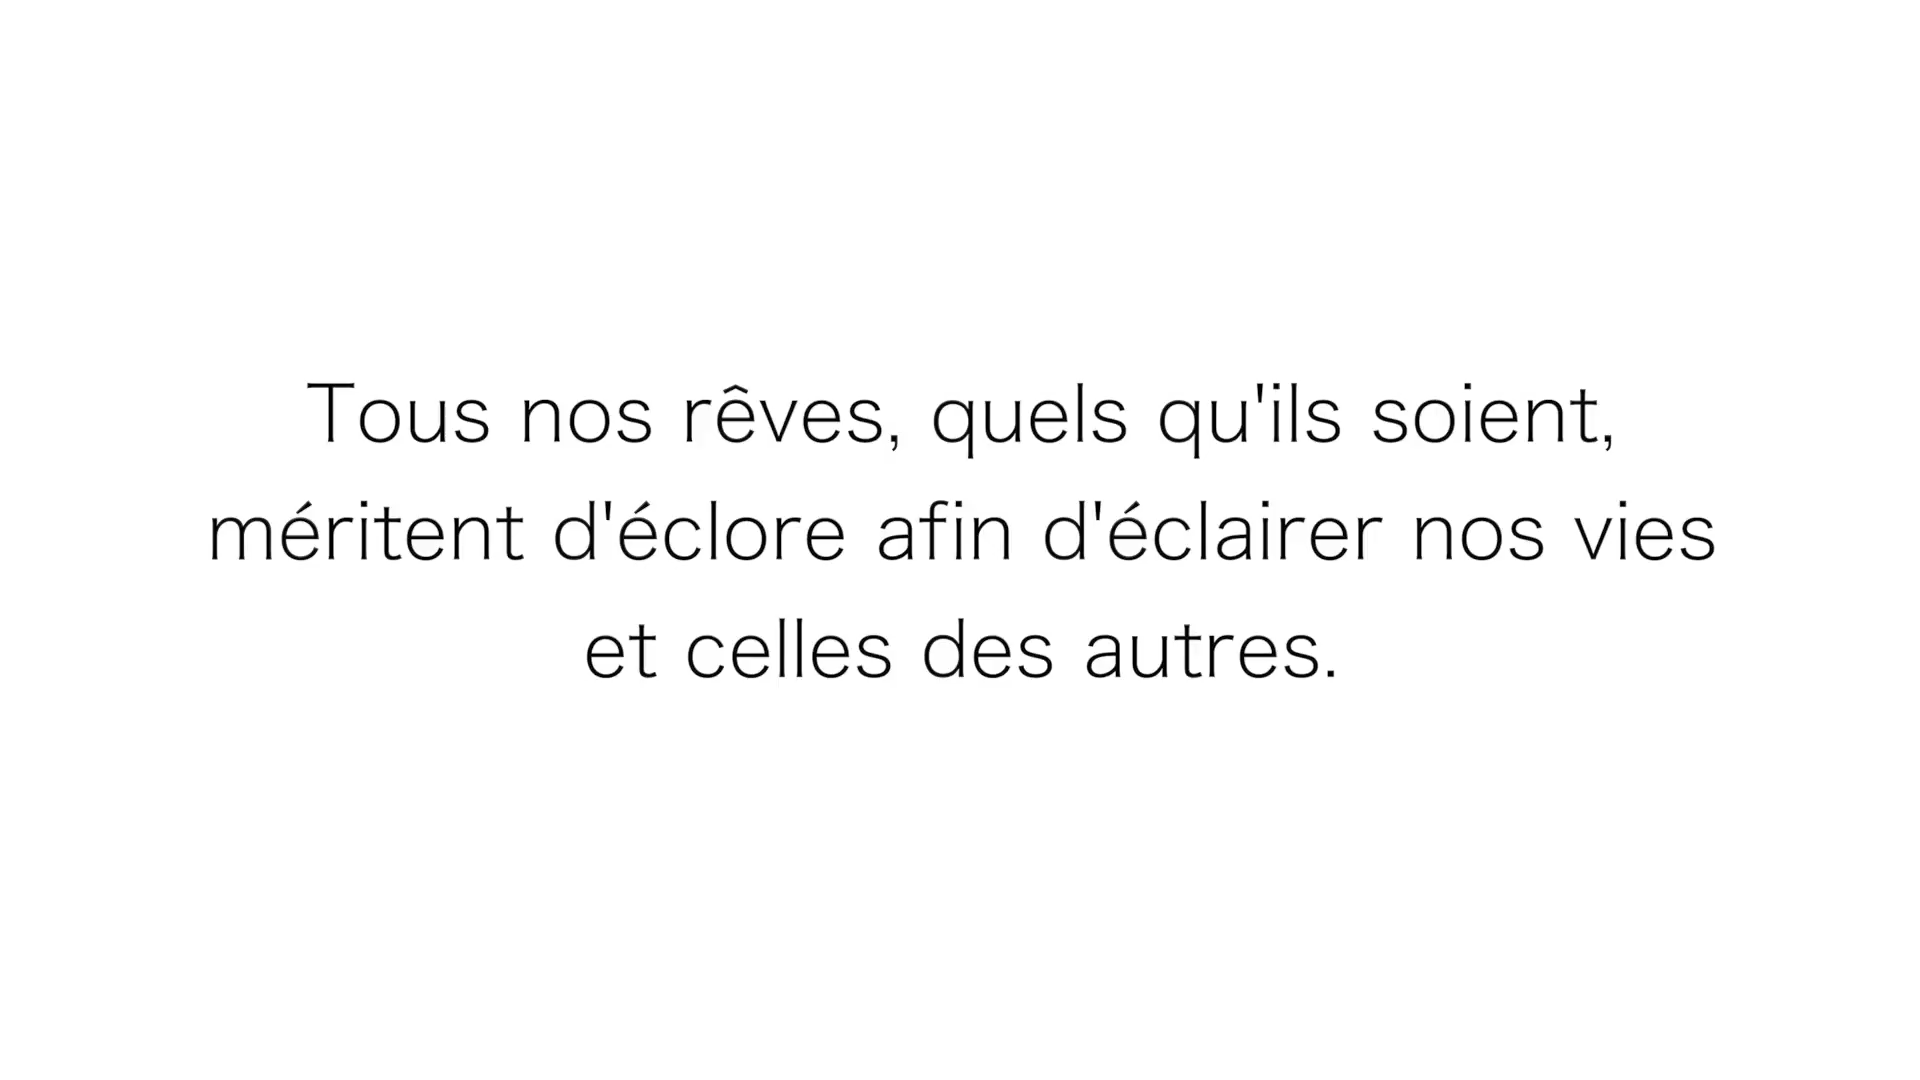 Tous nos rêves, quels qu'ils soient,
méritent d'éclore afin d'éclairer nos vies
et celles des autres.